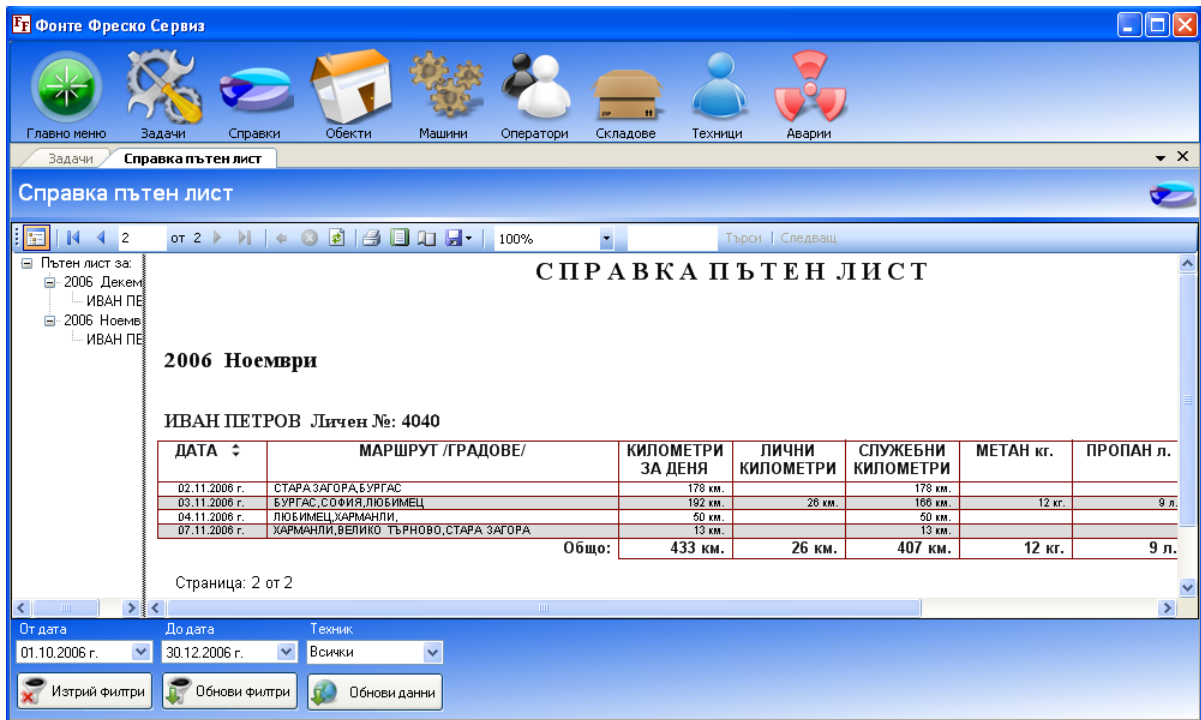 Фонте Фреско Сервиз
Главно меню Задачи Справки Обекти Машини Оператори Складове Техници Аварии
Задачи Справка пътен лист
Справка пътен лист
2 от 2 100% Търси | Следващ
Пътен лист за:
2006 Декем
ИВАН ПЕ
2006 Ноемв
ИВАН ПЕ
СПРАВКА ПЪТЕН ЛИСТ
2006 Ноември
ИВАН ПЕТРОВ Личен №: 4040
ДАТА МАРШРУТ /ГРАДОВЕ/ КИЛОМЕТРИ ЗА ДЕНЯ ЛИЧНИ КИЛОМЕТРИ СЛУЖЕБНИ КИЛОМЕТРИ МЕТАН кг. ПРОПАН л.
02.11.2006 г. СТАРА ЗАГОРА,БУРГАС 178 км. 178 км.
03.11.2006 г. БУРГАС,СОФИЯ,ЛЮБИМЕЦ 192 км. 26 км. 166 км. 12 кг. 9 л.
04.11.2006 г. ЛЮБИМЕЦ,ХАРМАНЛИ, 50 км. 50 км.
07.11.2006 г. ХАРМАНЛИ,ВЕЛИКО ТЪРНОВО,СТАРА ЗАГОРА 13 км. 13 км.
Общо: 433 км. 26 км. 407 км. 12 кг. 9 л.
Страница: 2 от 2
От дата До дата Техник
01.10.2006 г. 30.12.2006 г. Всички
Изтрий филтри Обнови филтри Обнови данни